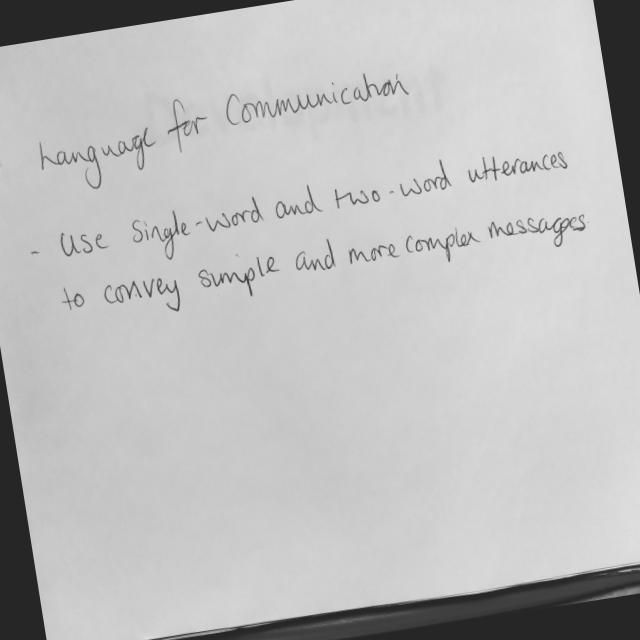 Language for Communication
- Use single-word and two-word utterances
to convey simple and more complex messages